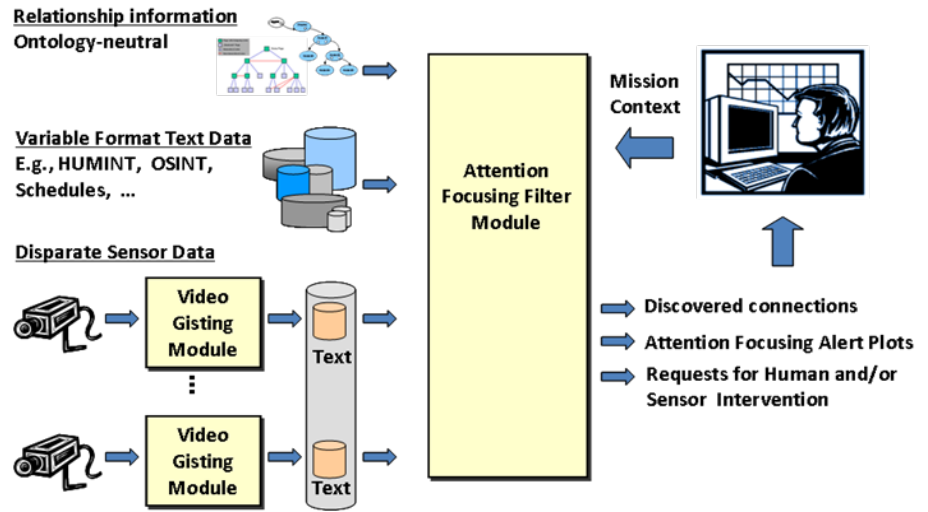 Relationship information
Ontology-neutral
Variable Format Text Data
E.g., HUMINT, OSINT,
Schedules, ...
Disparate Sensor Data
Video
Gisting
Module
Text
Video
Gisting
Module
Text
Attention
Focusing Filter
Module
Mission
Context
Discovered connections
Attention Focusing Alert Plots
Requests for Human and/or
Sensor Intervention